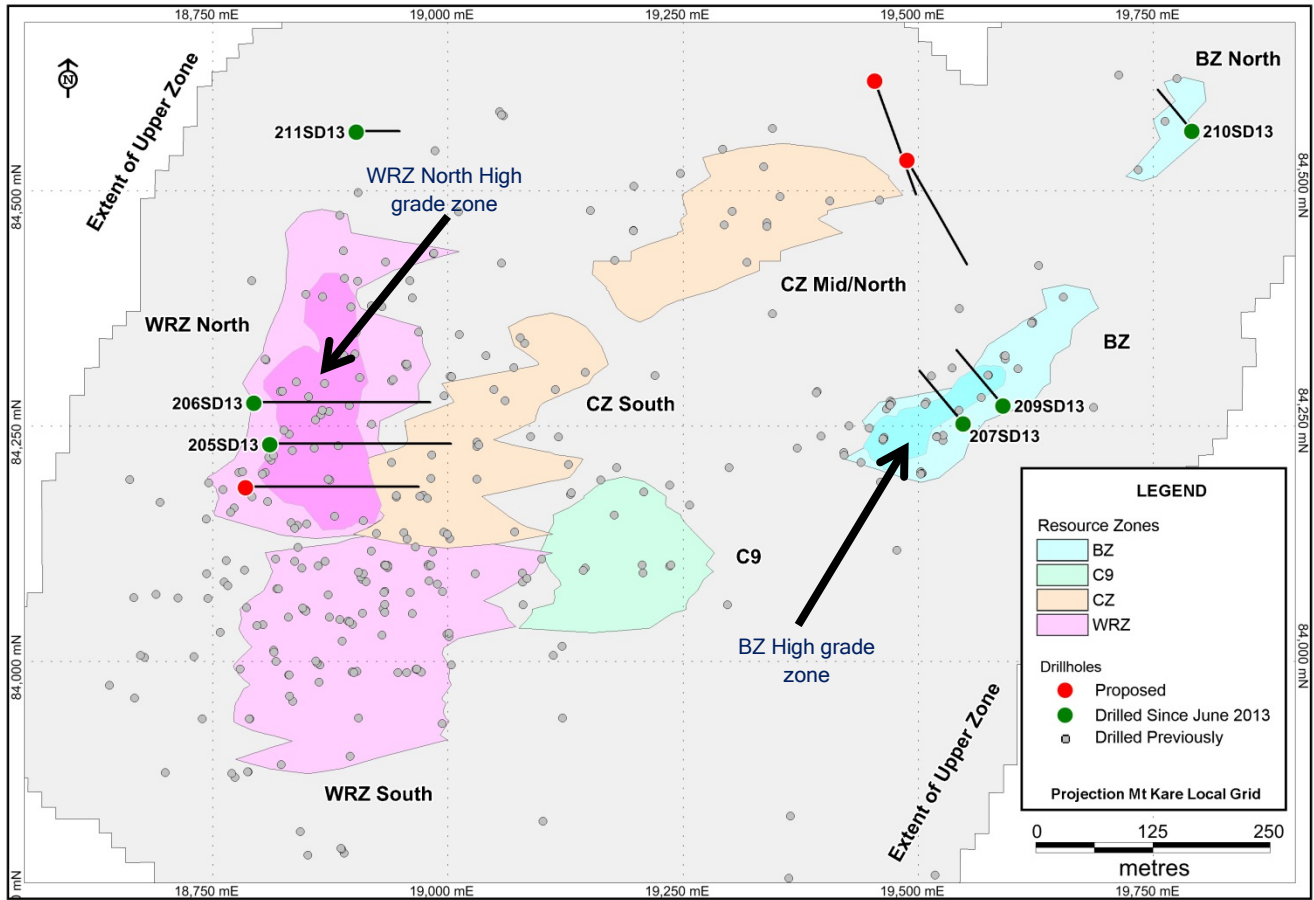 18,750 mE
19,000 mE
19,250 mE
19,500 mE
19,750 mE
N
Extent of Upper Zone
BZ North
211SD13
210SD13
WRZ North High
grade zone
84,500 mN
84,500 mN
CZ Mid/North
WRZ North
BZ
206SD13
CZ South
209SD13
84,250 mN
205SD13
207SD13
84,250 mN
C9
BZ High grade
zone
84,000 mN
84,000 mN
Extent of Upper Zone
WRZ South
LEGEND
Resource Zones
BZ
C9
CZ
WRZ
Drillholes
Proposed
Drilled Since June 2013
Drilled Previously
Projection Mt Kare Local Grid
0
125
250
metres
18,750 mE
19,000 mE
19,250 mE
19,500 mE
19,750 mE